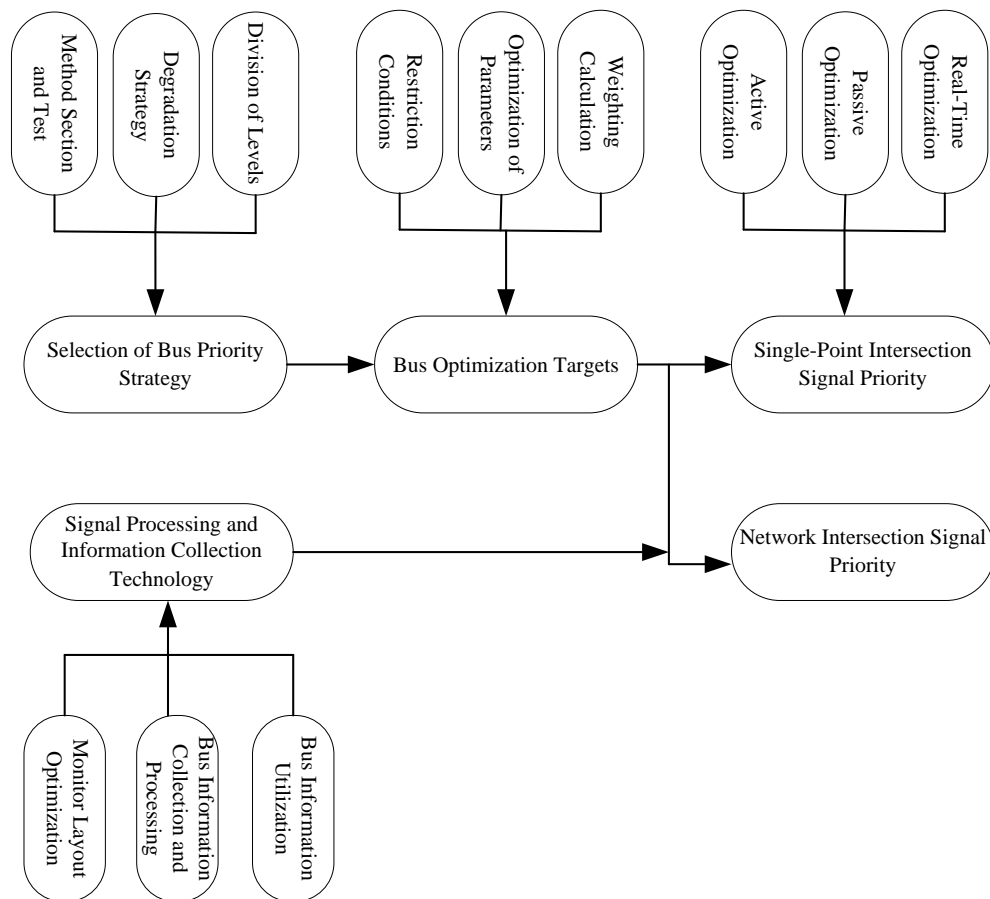 Method Section
and Test
Degradation
Strategy
Division of Levels
Restriction
Conditions
Optimization of
Parameters
Weighting
Calculation
Active
Optimization
Passive
Optimization
Real-Time
Optimization
Selection of Bus Priority
Strategy
Bus Optimization Targets
Single-Point Intersection
Signal Priority
Signal Processing and
Information Collection
Technology
Network Intersection Signal
Priority
Monitor Layout
Optimization
Bus Information
Collection and
Processing
Bus Information
Utilization